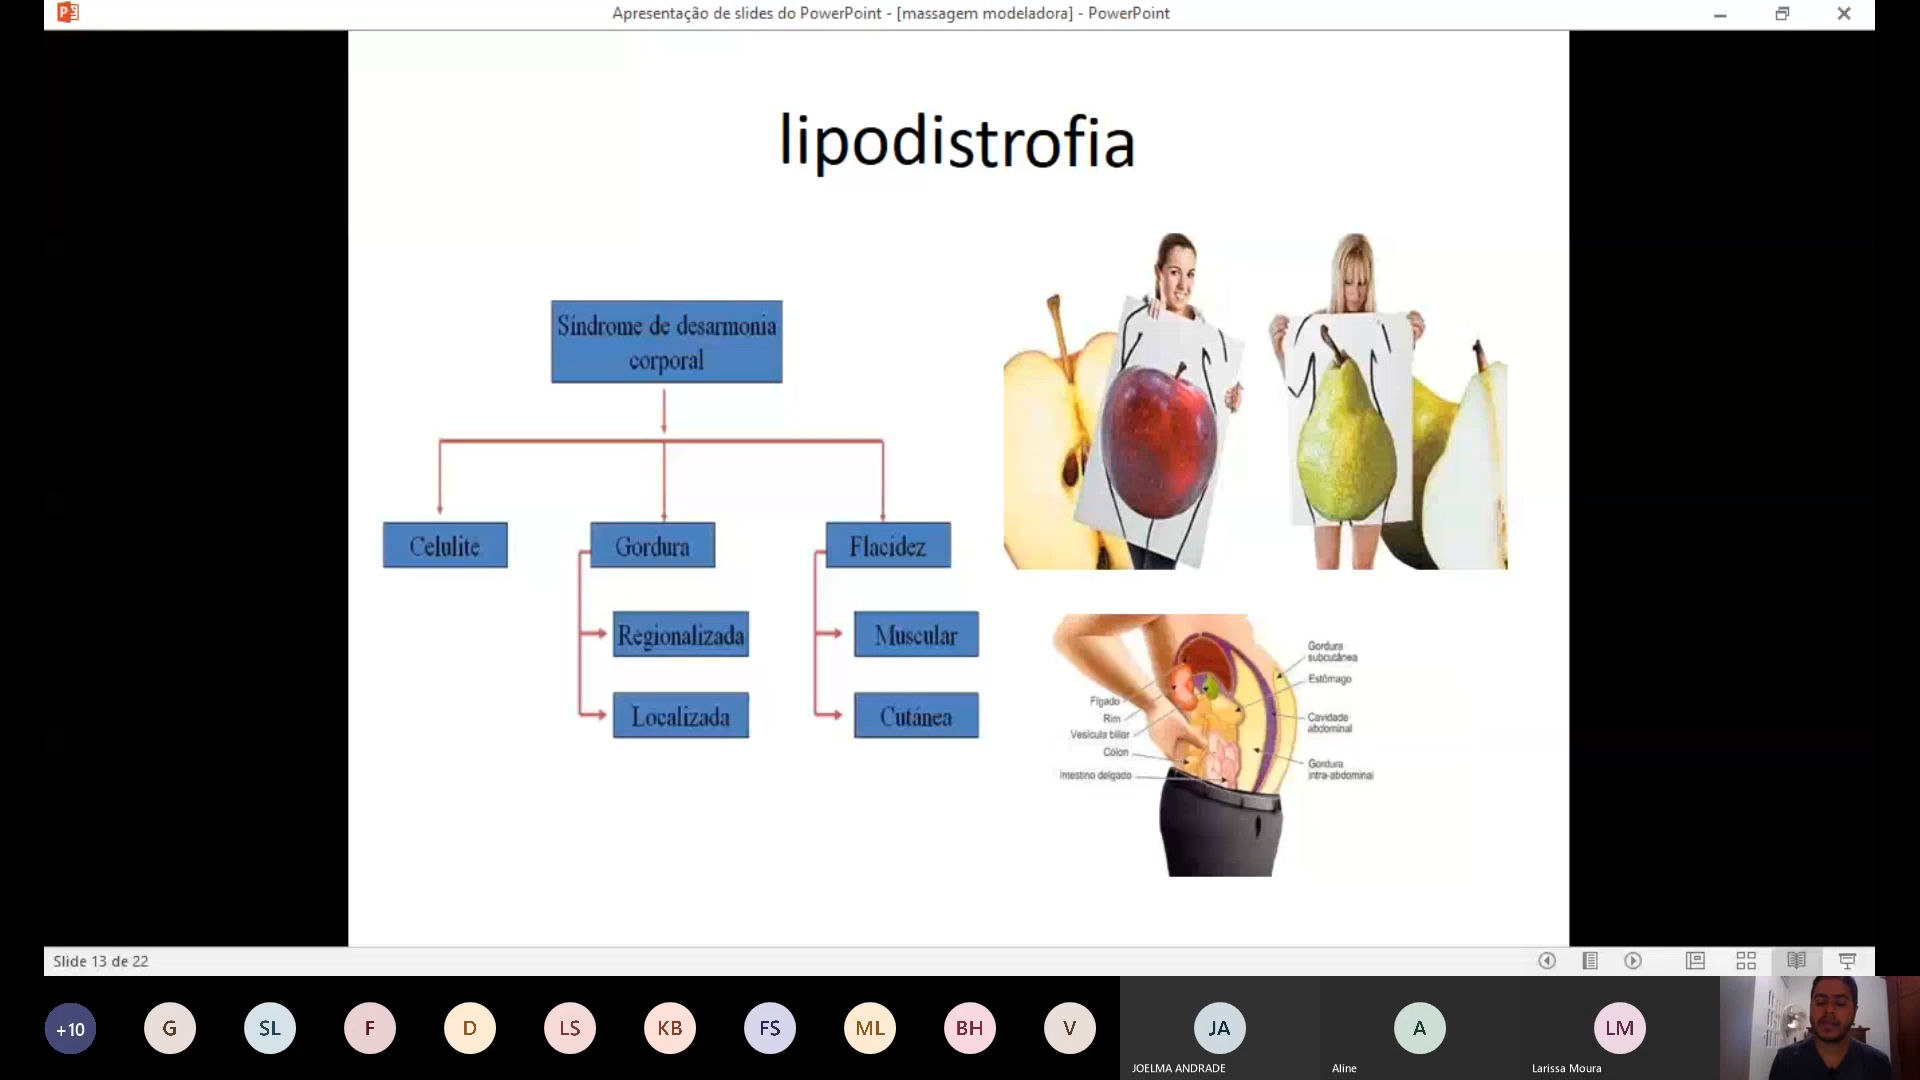 Apresentação de slides do PowerPoint - [massagem modeladora] - PowerPoint
lipodistrofia
Síndrome de desarmonia
corporal
Celulite
Gordura
Flacidez
Regionalizada
Muscular
Localizada
Cutánea
Gordura
subcutânea
Estômago
Cavidade
abdominal
Gordura
intra-abdominal
Fígado
Rim
Vesícula biliar
Cólon
Intestino delgado
Slide 13 de 22
+10
G
SL
F
D
LS
KB
FS
ML
BH
V
JA
A
LM
JOELMA ANDRADE
Aline
Larissa Moura